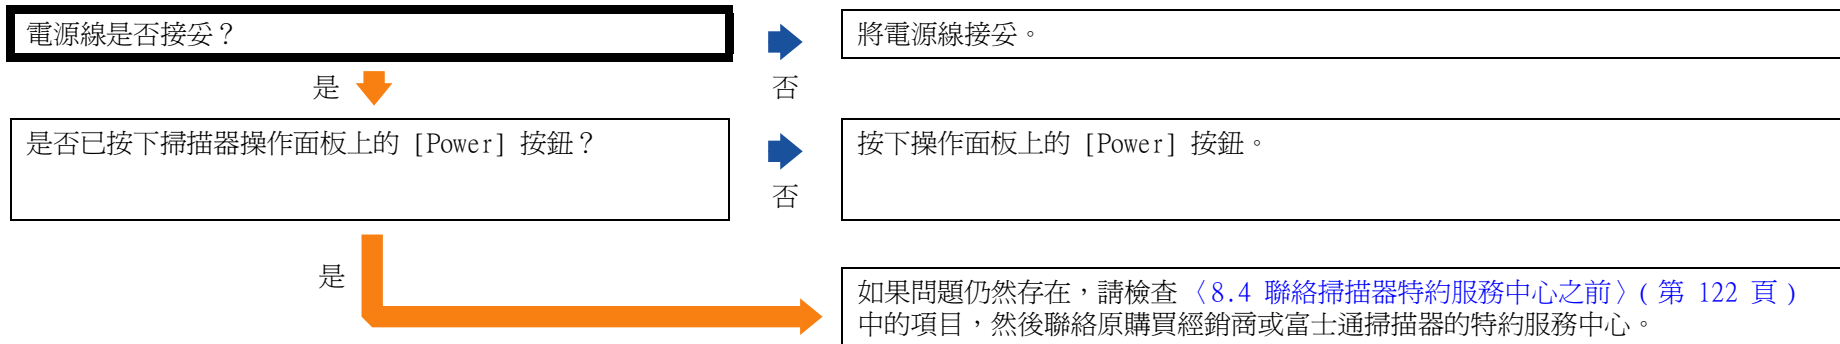 電源線是否接妥？
將電源線接妥。
是
否
是否已按下掃描器操作面板上的 [Power] 按鈕？
按下操作面板上的 [Power] 按鈕。
否
是
如果問題仍然存在，請檢查〈8.4 聯絡掃描器特約服務中心之前〉( 第 122 頁 )
中的項目，然後聯絡原購買經銷商或富士通掃描器的特約服務中心。